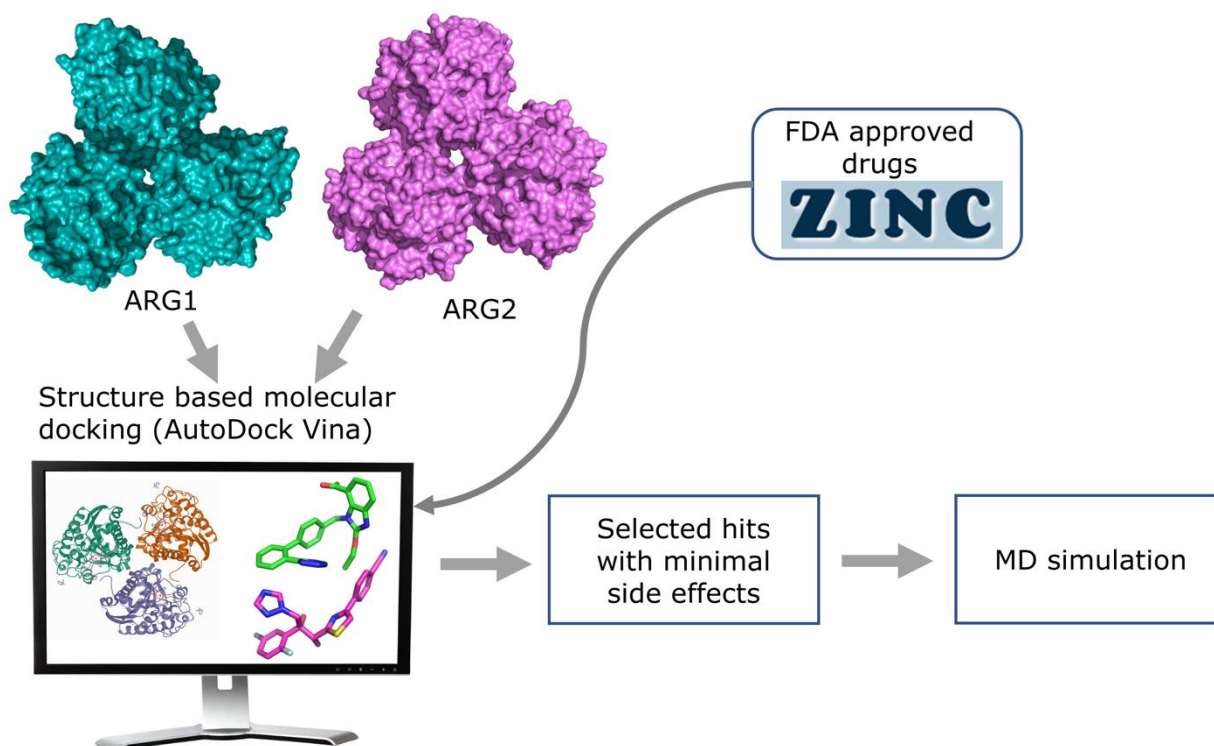 ARG1
ARG2
FDA approved
drugs
ZINC
Structure based molecular
docking (AutoDock Vina)
Selected hits
with minimal
side effects
MD simulation